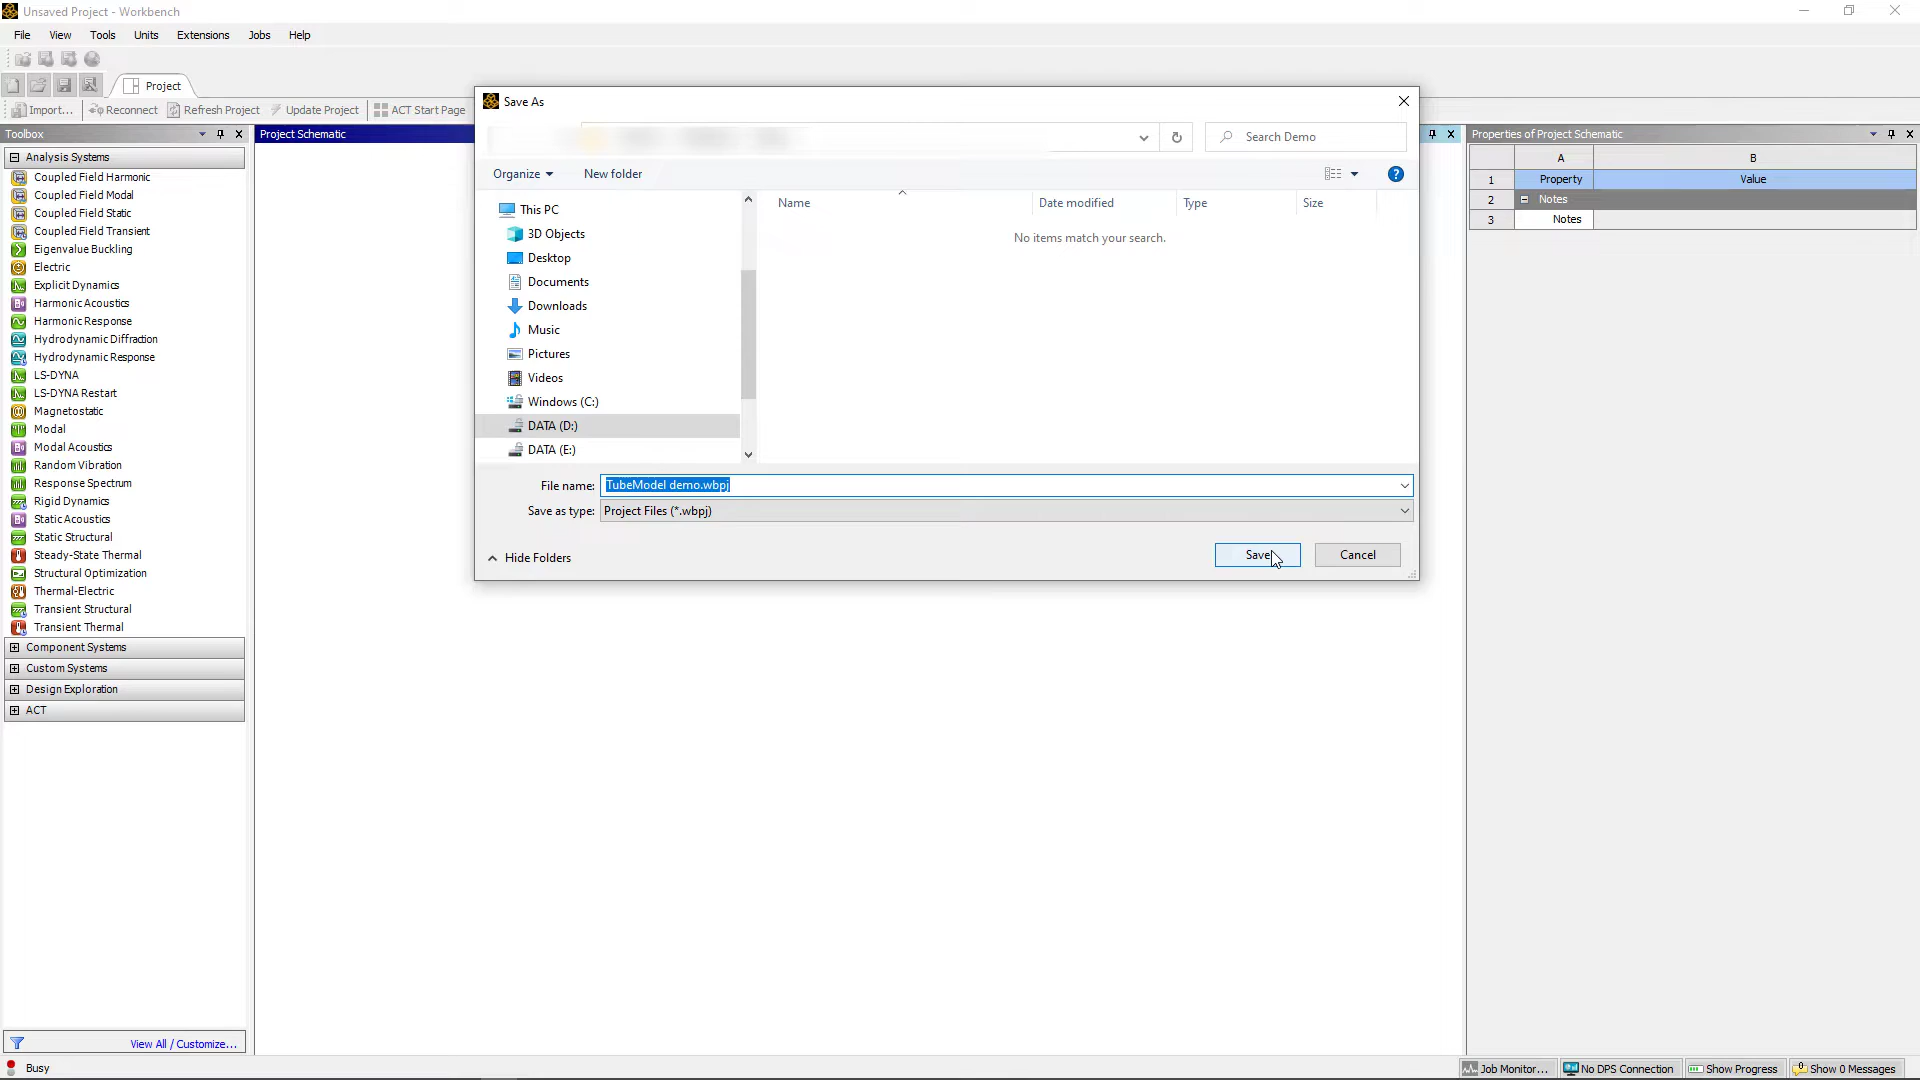 Unsaved Project - Workbench
File View Tools Units Extensions Jobs Help
Project
Import... Reconnect Refresh Project Update Project ACT Start Page
Toolbox
Analysis Systems
Coupled Field Harmonic
Coupled Field Modal
Coupled Field Static
Coupled Field Transient
Eigenvalue Buckling
Electric
Explicit Dynamics
Harmonic Acoustics
Harmonic Response
Hydrodynamic Diffraction
Hydrodynamic Response
LS-DYNA
LS-DYNA Restart
Magnetostatic
Modal
Modal Acoustics
Random Vibration
Response Spectrum
Rigid Dynamics
Static Acoustics
Static Structural
Steady-State Thermal
Structural Optimization
Thermal-Electric
Transient Structural
Transient Thermal
Component Systems
Custom Systems
Design Exploration
ACT
View All / Customize...
Project Schematic
Save As
Search Demo
Organize New folder
This PC
3D Objects
Desktop
Documents
Downloads
Music
Pictures
Videos
Windows (C:)
DATA (D:)
DATA (E:)
Name Date modified Type Size
No items match your search.
File name: TubeModel demo.wbpj
Save as type: Project Files (*.wbpj)
Hide Folders Save Cancel
Properties of Project Schematic
A B
1 Property Value
2 Notes
3 Notes
Busy Job Monitor... No DPS Connection Show Progress Show 0 Messages